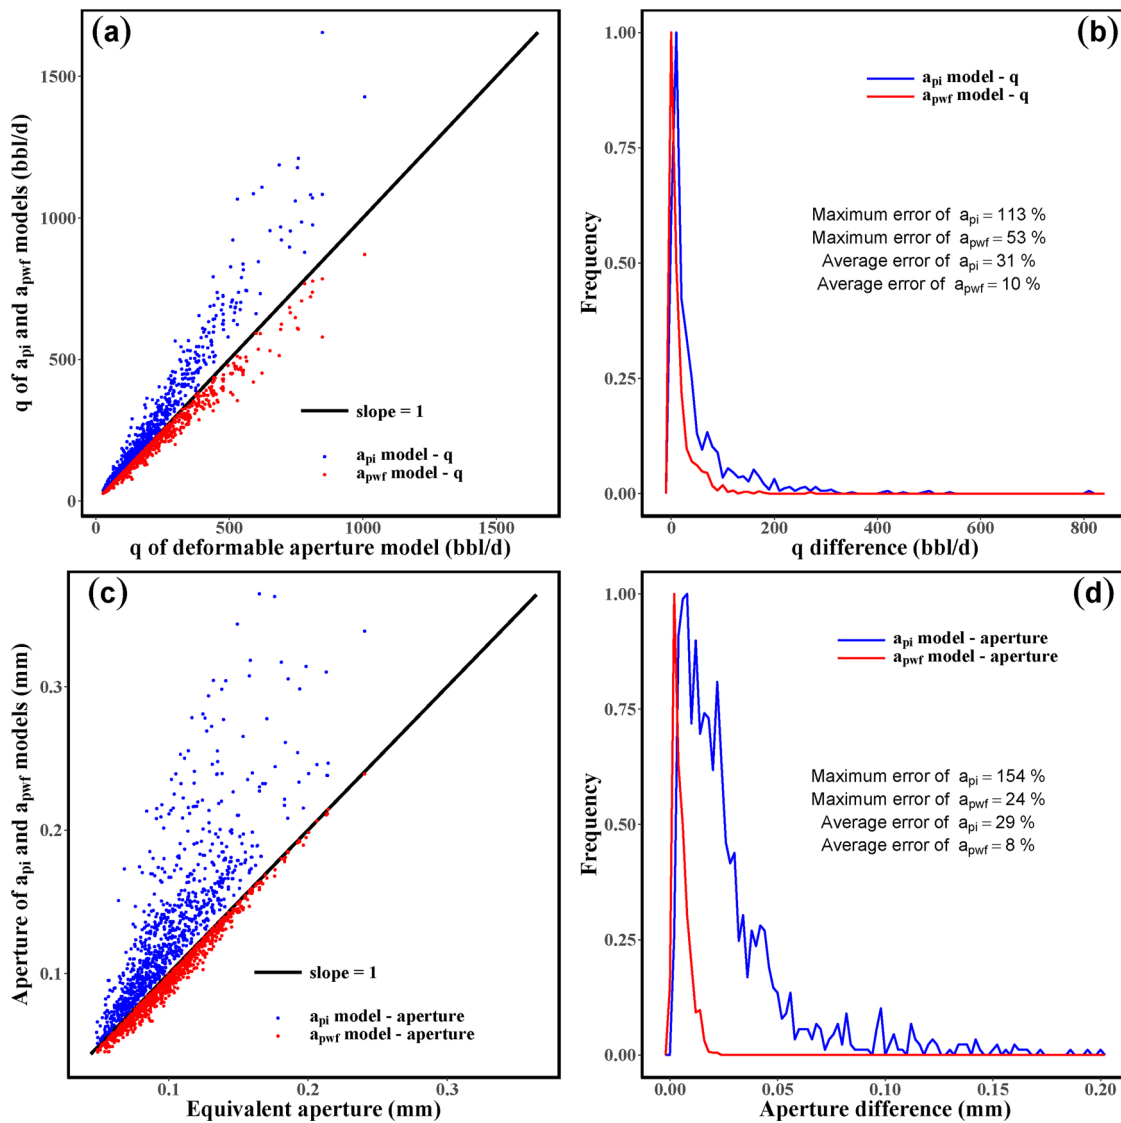 (a)
q of a_pi and a_pwf models (bbl/d)
1500
1000
500
0
slope = 1
a_pi model - q
a_pwf model - q
0 500 1000 1500
q of deformable aperture model (bbl/d)
(b)
Frequency
1.00
0.75
0.50
0.25
0.00
a_pi model - q
a_pwf model - q
Maximum error of a_pi = 113 %
Maximum error of a_pwf = 53 %
Average error of a_pi = 31 %
Average error of a_pwf = 10 %
0 200 400 600 800
q difference (bbl/d)
(c)
Aperture of a_pi and a_pwf models (mm)
0.3
0.2
0.1
slope = 1
a_pi model - aperture
a_pwf model - aperture
0.1 0.2 0.3
Equivalent aperture (mm)
(d)
Frequency
1.00
0.75
0.50
0.25
0.00
a_pi model - aperture
a_pwf model - aperture
Maximum error of a_pi = 154 %
Maximum error of a_pwf = 24 %
Average error of a_pi = 29 %
Average error of a_pwf = 8 %
0.00 0.05 0.10 0.15 0.20
Aperture difference (mm)